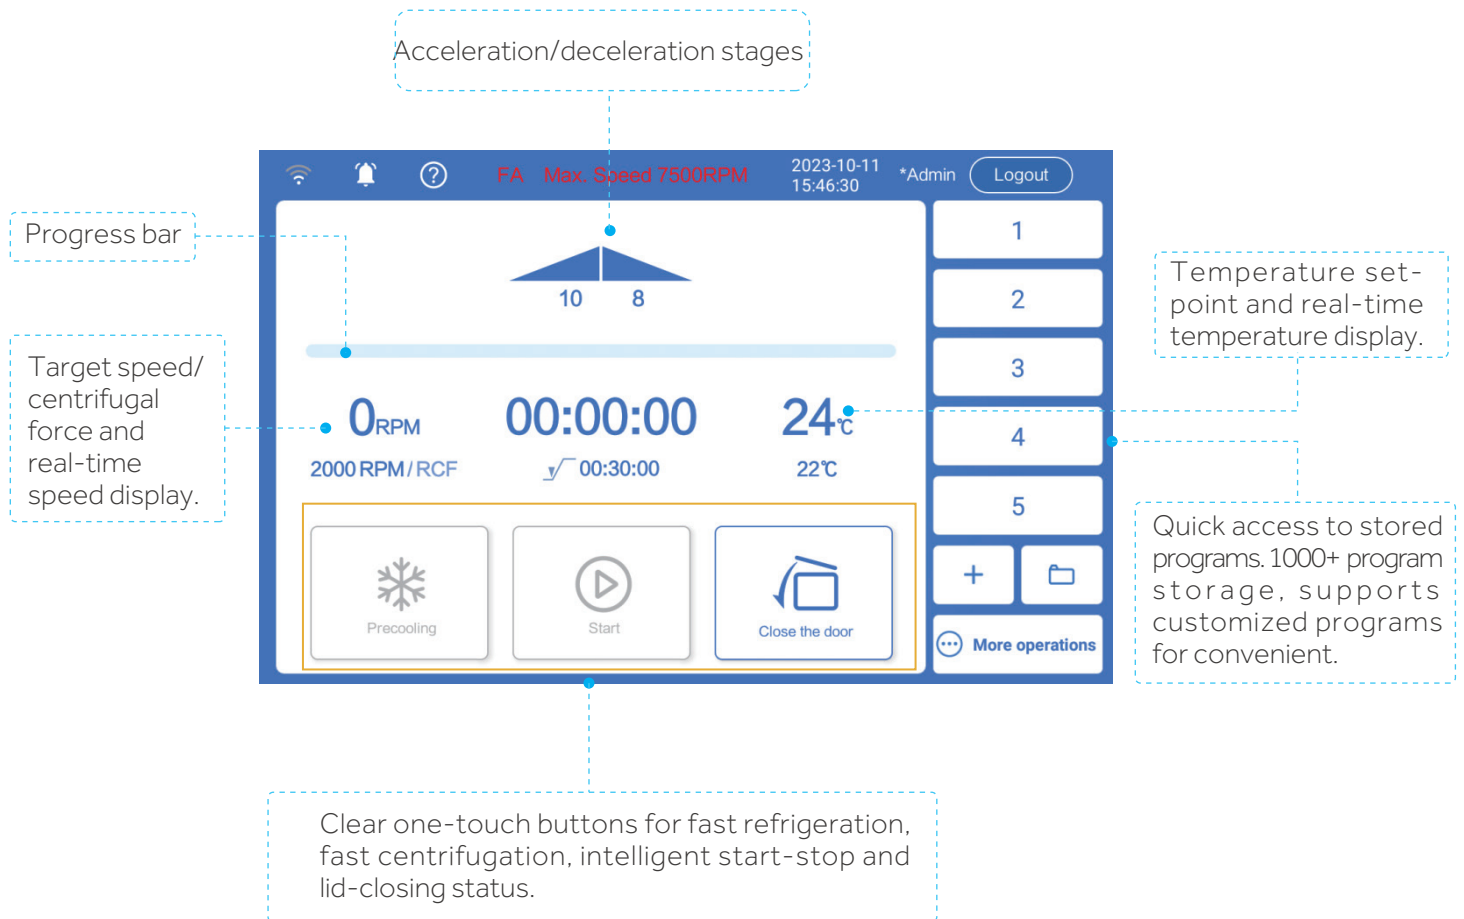 Acceleration/deceleration stages
FA Max. Speed 7500RPM
2023-10-11
15:46:30
*Admin
Logout
Progress bar
10 8
Target speed/
centrifugal
force and
real-time
speed display.
0RPM
2000 RPM/RCF
00:00:00
00:30:00
24℃
22℃
Precooling
Start
Close the door
1
2
3
4
5
+
More operations
Temperature set-
point and real-time
temperature display.
Quick access to stored
programs. 1000+ program
storage, supports
customized programs
for convenient.
Clear one-touch buttons for fast refrigeration,
fast centrifugation, intelligent start-stop and
lid-closing status.